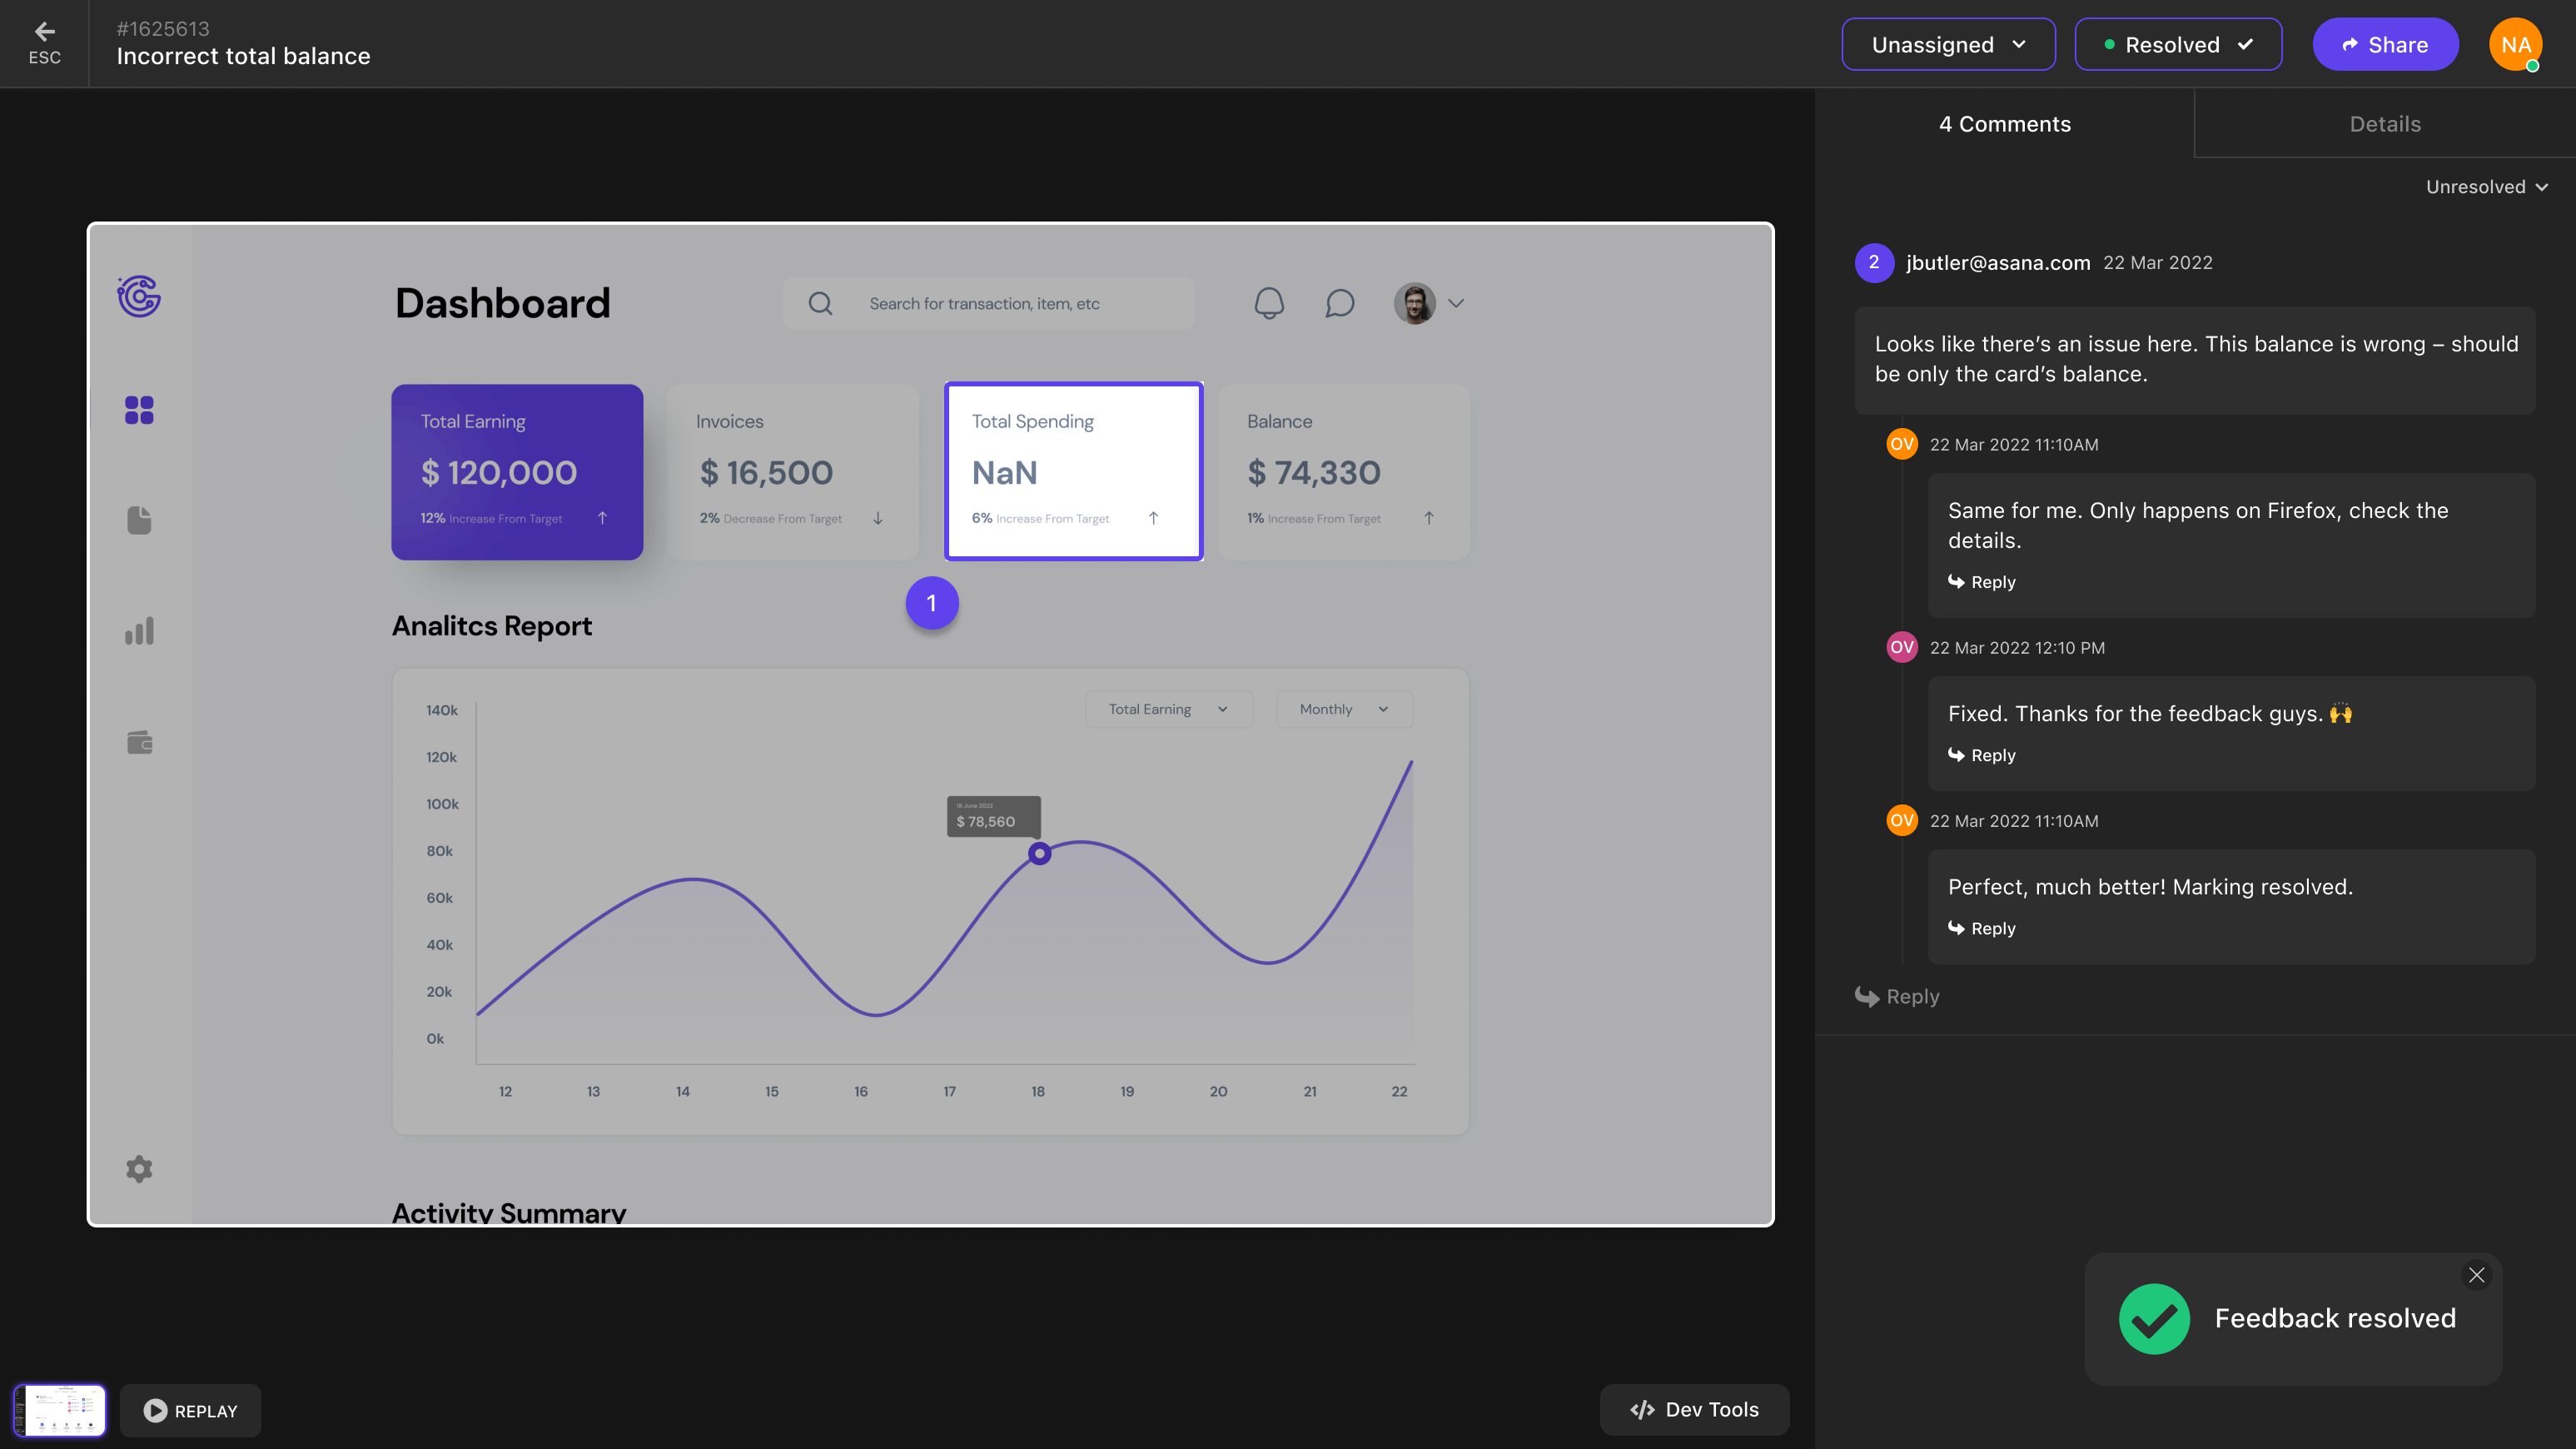 ESC
#1625613
Incorrect total balance
Unassigned
Resolved
Share
NA
4 Comments
Details
Unresolved
Dashboard
Search for transaction, item, etc
Total Earning
$ 120,000
12% Increase From Target
Invoices
$ 16,500
2% Decrease From Target
Total Spending
NaN
6% Increase From Target
Balance
$ 74,330
1% Increase From Target
1
Analitcs Report
Total Earning
Monthly
140k
120k
100k
80k
60k
40k
20k
0k
16 June 2022
$ 78,560
12
13
14
15
16
17
18
19
20
21
22
Activity Summary
REPLAY
Dev Tools
2
jbutler@asana.com 22 Mar 2022
Looks like there’s an issue here. This balance is wrong – should
be only the card’s balance.
OV
22 Mar 2022 11:10AM
Same for me. Only happens on Firefox, check the
details.
Reply
OV
22 Mar 2022 12:10 PM
Fixed. Thanks for the feedback guys. 🙌
Reply
OV
22 Mar 2022 11:10AM
Perfect, much better! Marking resolved.
Reply
Reply
Feedback resolved